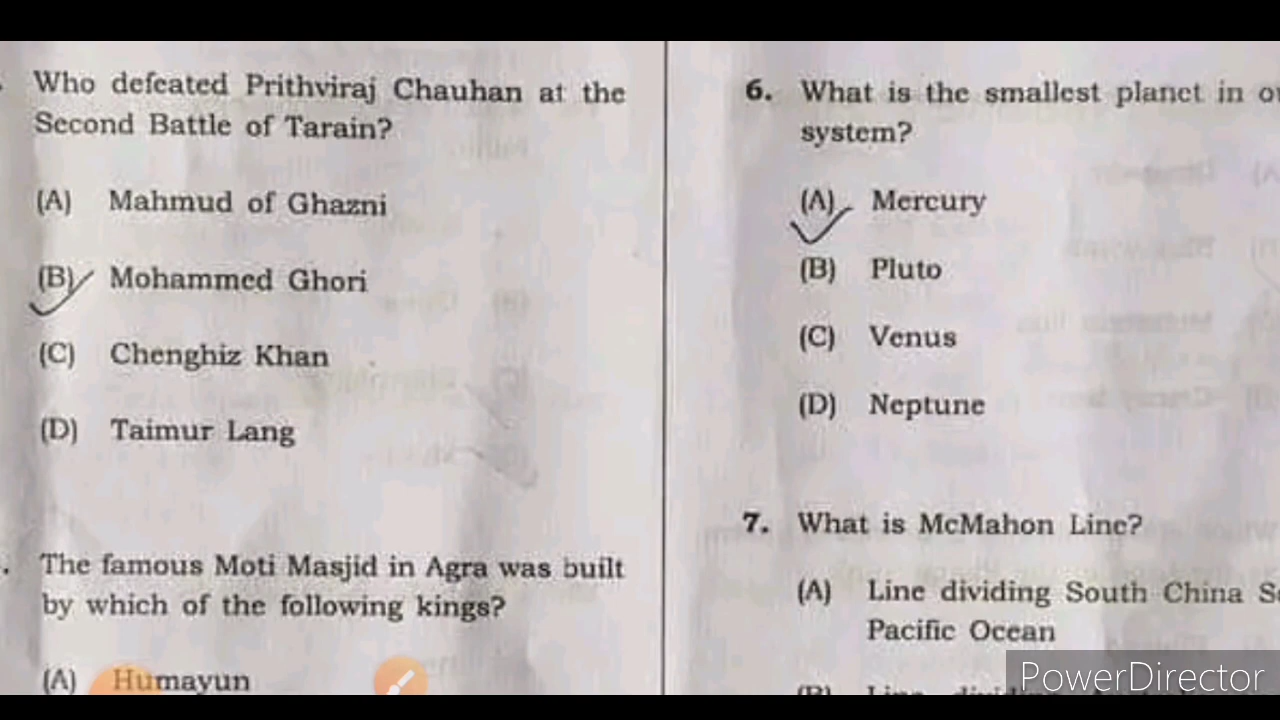 Who defeated Prithviraj Chauhan at the
Second Battle of Tarain?
(A) Mahmud of Ghazni
(B) Mohammed Ghori
(C) Chenghiz Khan
(D) Taimur Lang
The famous Moti Masjid in Agra was built
by which of the following kings?
(A) Humayun
6. What is the smallest planet in
system?
(A) Mercury
(B) Pluto
(C) Venus
(D) Neptune
7. What is McMahon Line?
(A) Line dividing South China
Pacific Ocean
(B) Line
PowerDirector